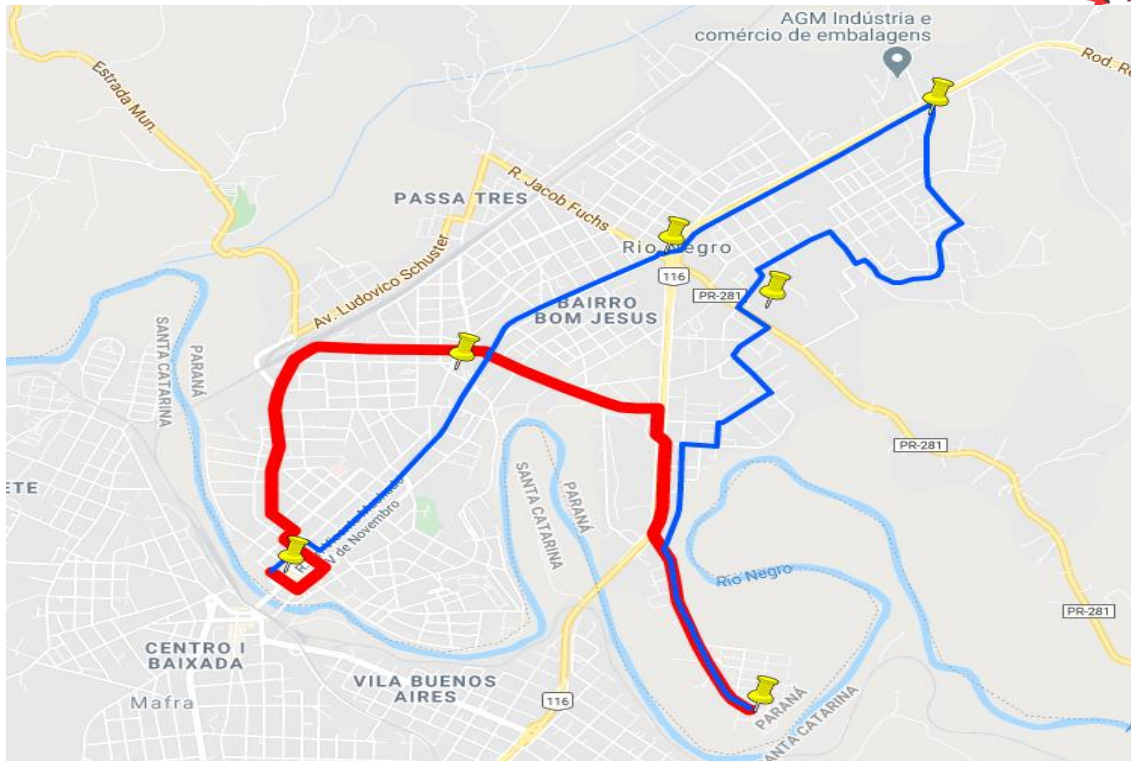 AGM Indústria e
comércio de embalagens
Rod. Re
Estrada Mun.
PASSA TRES
R. Jacob Fuchs
Rio Negro
116
Av. Ludovico Schuster
PR-281
BAIRRO
BOM JESUS
SANTA CATARINA
PARANÁ
PR-281
SANTA CATARINA
PARANÁ
ETE
V de Novembro
Rio Negro
PR-281
CENTRO I
BAIXADA
Mafra
VILA BUENOS
AIRES
116
PARANÁ
SANTA CATARINA